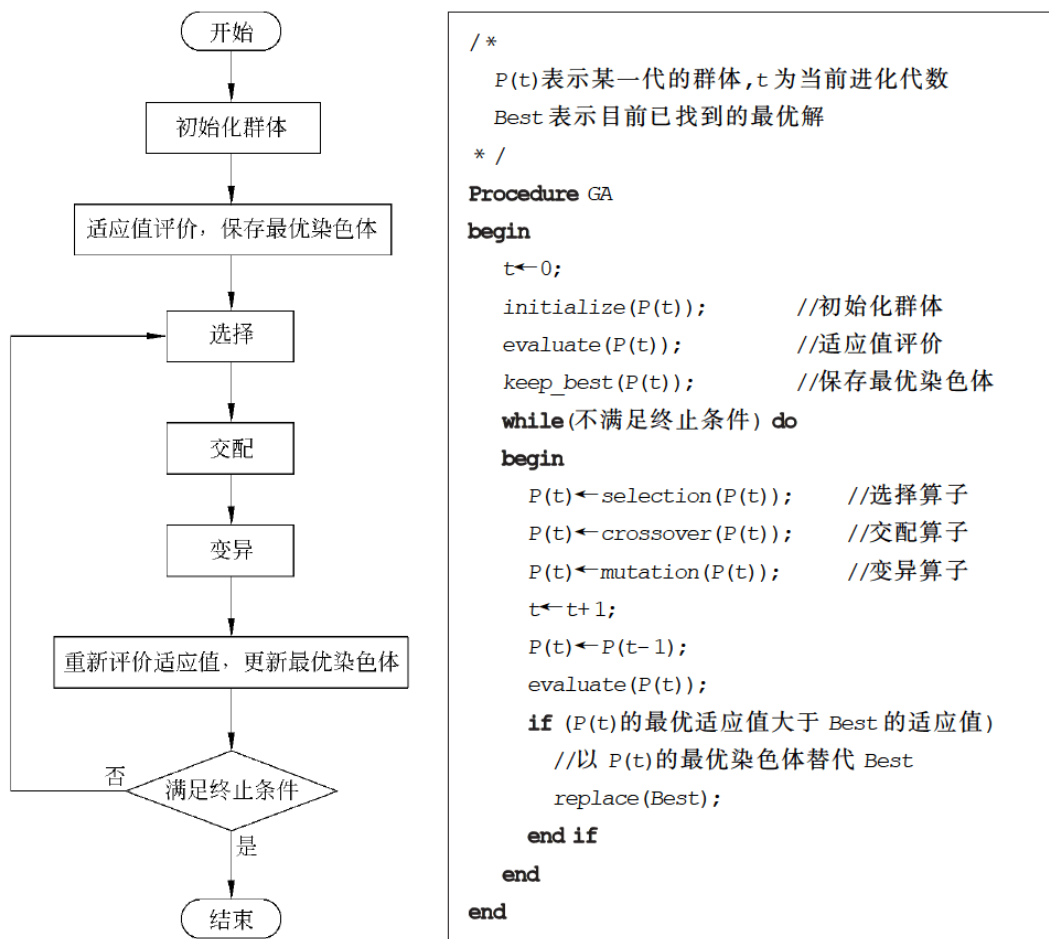 开始
初始化群体
适应值评价，保存最优染色体
选择
交配
变异
重新评价适应值，更新最优染色体
否
满足终止条件
是
结束
/*
P(t)表示某一代的群体,t 为当前进化代数
Best 表示目前已找到的最优解
*/
Procedure GA
begin
t←0;
initialize(P(t)); //初始化群体
evaluate(P(t)); //适应值评价
keep_best(P(t)); //保存最优染色体
while(不满足终止条件) do
begin
P(t)←selection(P(t)); //选择算子
P(t)←crossover(P(t)); //交配算子
P(t)←mutation(P(t)); //变异算子
t←t+1;
P(t)←P(t-1);
evaluate(P(t));
if (P(t)的最优适应值大于 Best 的适应值)
//以 P(t)的最优染色体替代 Best
replace(Best);
end if
end
end